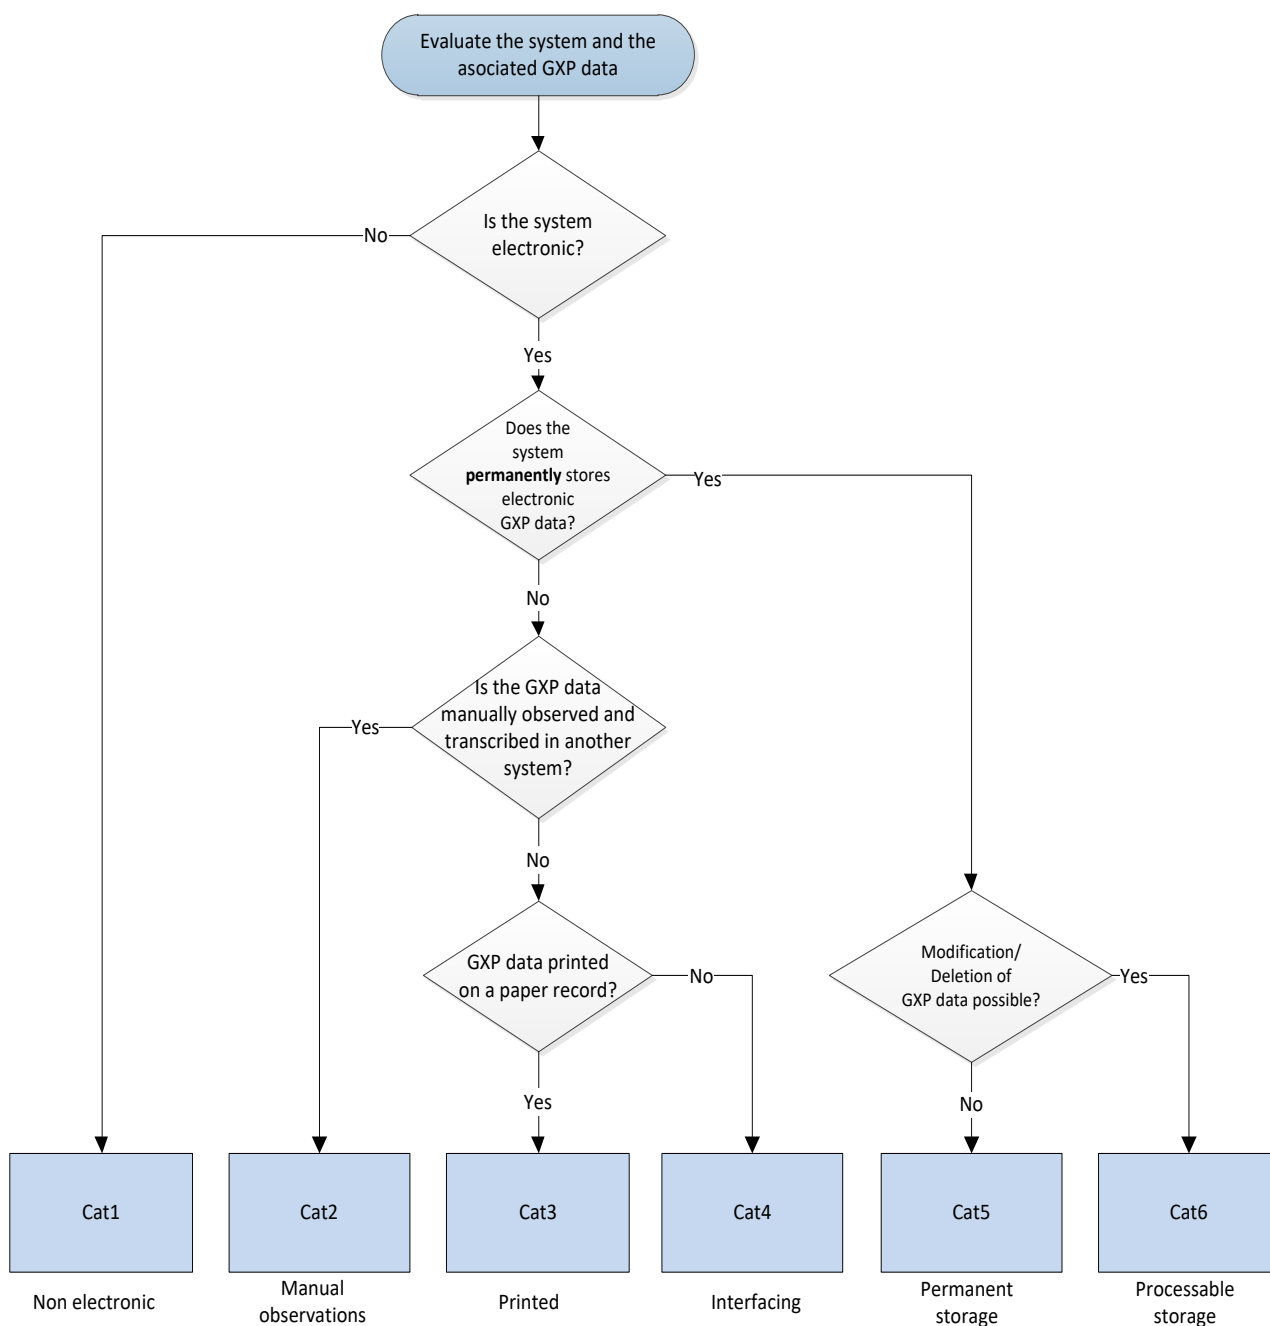 Evaluate the system and the
asociated GXP data
Is the system
electronic?
No
Yes
Does the
system
permanently stores
electronic
GXP data?
Yes
No
Is the GXP data
manually observed and
transcribed in another
system?
Yes
No
GXP data printed
on a paper record?
No
Modification/
Deletion of
GXP data possible?
Yes
Yes
No
Cat1
Cat2
Cat3
Cat4
Cat5
Cat6
Non electronic
Manual
observations
Printed
Interfacing
Permanent
storage
Processable
storage